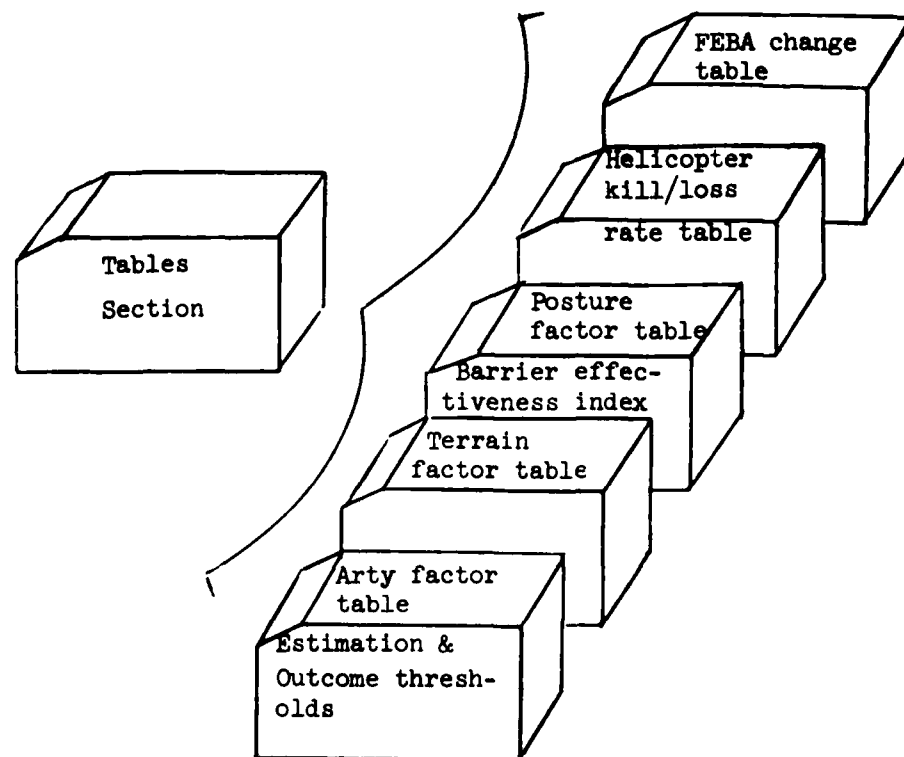 FEBA change
table
Helicopter
kill/loss
rate table
Tables
Section
Posture
factor table
Barrier effec-
tiveness index
Terrain
factor table
Arty factor
table
Estimation &
Outcome thresh-
olds